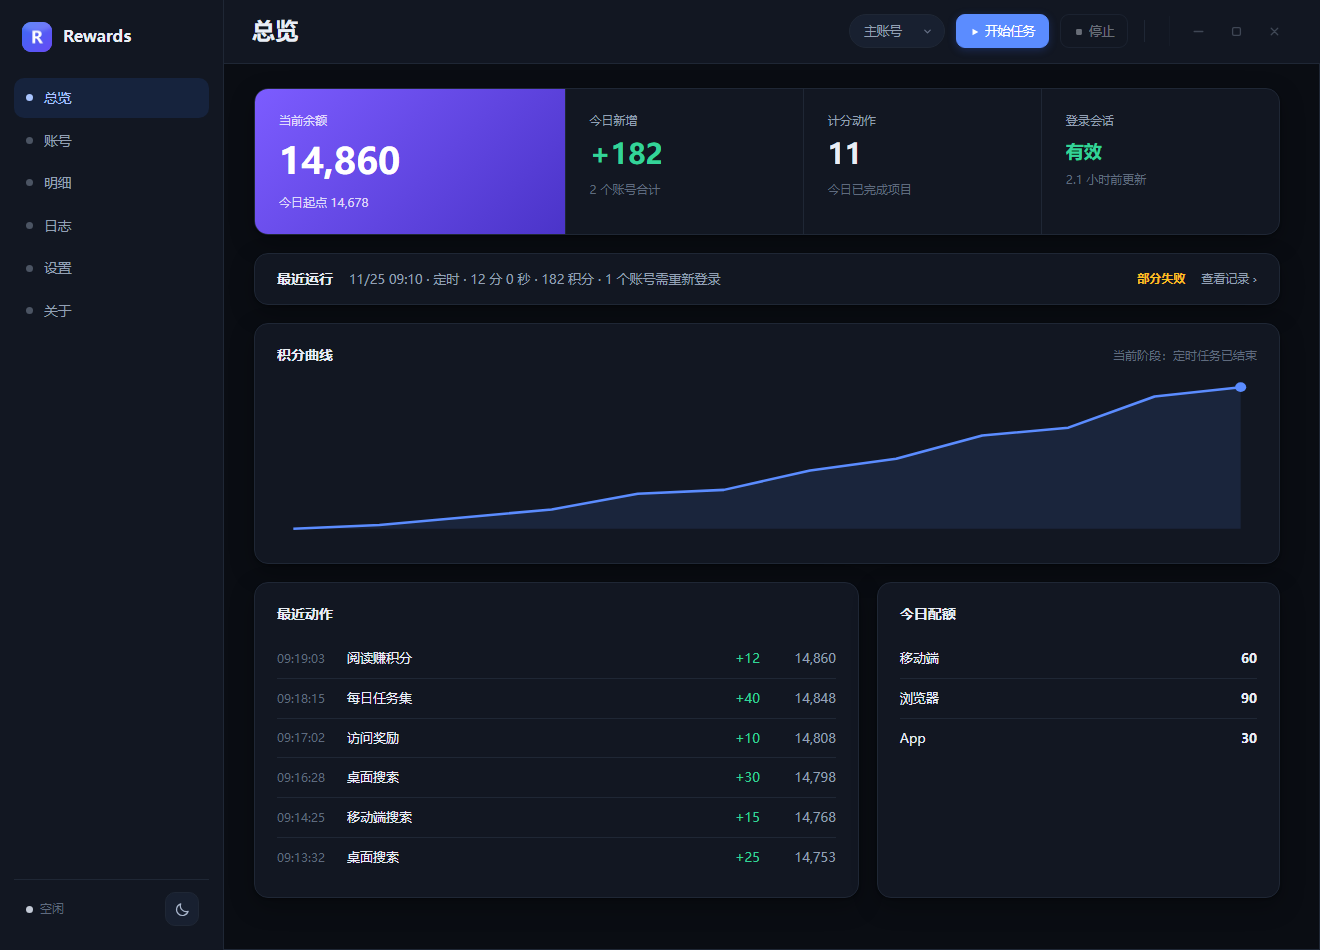 R Rewards
总览
账号
明细
日志
设置
关于
空闲
总览
主账号
开始任务
停止
当前余额
14,860
今日起点 14,678
今日新增
+182
2 个账号合计
计分动作
11
今日已完成项目
登录会话
有效
2.1 小时前更新
最近运行 11/25 09:10 · 定时 · 12 分 0 秒 · 182 积分 · 1 个账号需重新登录 部分失败 查看记录 ›
积分曲线 当前阶段：定时任务已结束
最近动作
09:19:03 阅读赚积分 +12 14,860
09:18:15 每日任务集 +40 14,848
09:17:02 访问奖励 +10 14,808
09:16:28 桌面搜索 +30 14,798
09:14:25 移动端搜索 +15 14,768
09:13:32 桌面搜索 +25 14,753
今日配额
移动端 60
浏览器 90
App 30